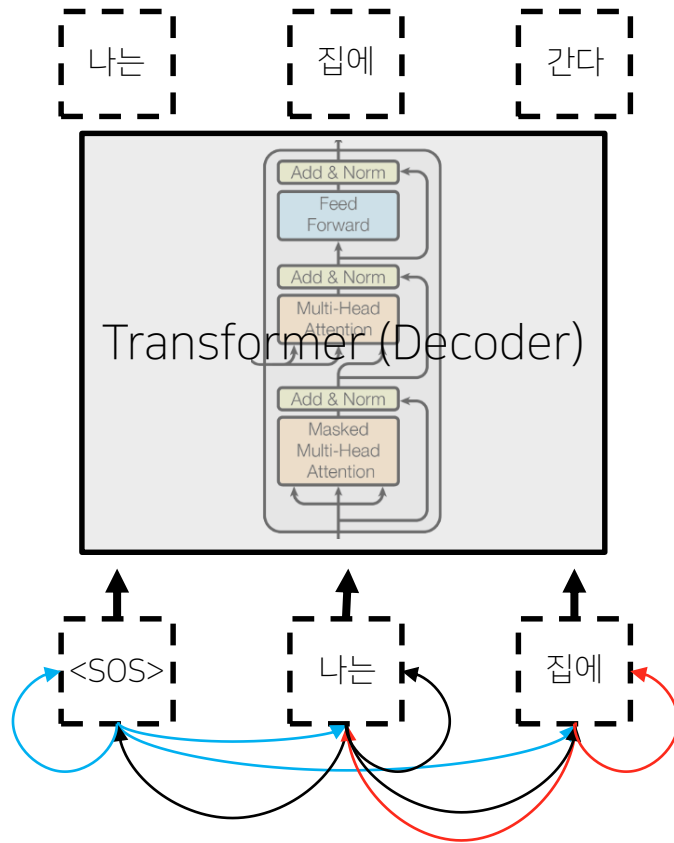 나는
집에
간다
Add & Norm
Feed
Forward
Add & Norm
Multi-Head
Attention
Transformer (Decoder)
Add & Norm
Masked
Multi-Head
Attention
<SOS>
나는
집에